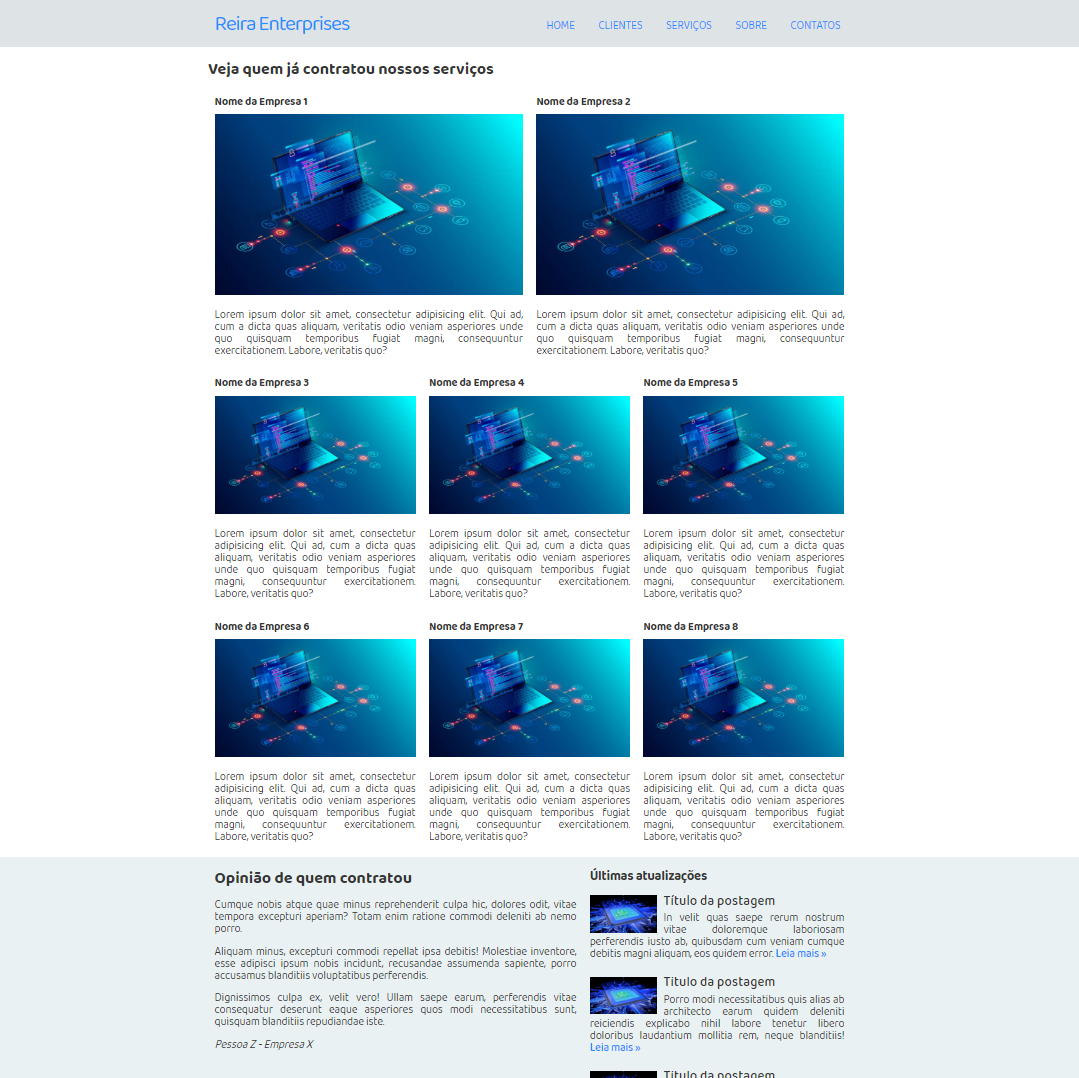 Reira Enterprises
HOME CLIENTES SERVIÇOS SOBRE CONTATOS
Veja quem já contratou nossos serviços
Nome da Empresa 1
Lorem ipsum dolor sit amet, consectetur adipisicing elit. Qui ad,
cum a dicta quas aliquam, veritatis odio veniam asperiores unde
quo quisquam temporibus fugiat magni, consequuntur
exercitationem. Labore, veritatis quo?
Nome da Empresa 2
Lorem ipsum dolor sit amet, consectetur adipisicing elit. Qui ad,
cum a dicta quas aliquam, veritatis odio veniam asperiores unde
quo quisquam temporibus fugiat magni, consequuntur
exercitationem. Labore, veritatis quo?
Nome da Empresa 3
Lorem ipsum dolor sit amet, consectetur
adipisicing elit. Qui ad, cum a dicta quas
aliquam, veritatis odio veniam asperiores
unde quo quisquam temporibus fugiat
magni, consequuntur exercitationem.
Labore, veritatis quo?
Nome da Empresa 4
Lorem ipsum dolor sit amet, consectetur
adipisicing elit. Qui ad, cum a dicta quas
aliquam, veritatis odio veniam asperiores
unde quo quisquam temporibus fugiat
magni, consequuntur exercitationem.
Labore, veritatis quo?
Nome da Empresa 5
Lorem ipsum dolor sit amet, consectetur
adipisicing elit. Qui ad, cum a dicta quas
aliquam, veritatis odio veniam asperiores
unde quo quisquam temporibus fugiat
magni, consequuntur exercitationem.
Labore, veritatis quo?
Nome da Empresa 6
Lorem ipsum dolor sit amet, consectetur
adipisicing elit. Qui ad, cum a dicta quas
aliquam, veritatis odio veniam asperiores
unde quo quisquam temporibus fugiat
magni, consequuntur exercitationem.
Labore, veritatis quo?
Nome da Empresa 7
Lorem ipsum dolor sit amet, consectetur
adipisicing elit. Qui ad, cum a dicta quas
aliquam, veritatis odio veniam asperiores
unde quo quisquam temporibus fugiat
magni, consequuntur exercitationem.
Labore, veritatis quo?
Nome da Empresa 8
Lorem ipsum dolor sit amet, consectetur
adipisicing elit. Qui ad, cum a dicta quas
aliquam, veritatis odio veniam asperiores
unde quo quisquam temporibus fugiat
magni, consequuntur exercitationem.
Labore, veritatis quo?
Opinião de quem contratou
Cumque nobis atque quae minus reprehenderit culpa hic, dolores odit, vitae
tempora excepturi aperiam? Totam enim ratione commodi deleniti ab nemo
porro.
Aliquam minus, excepturi commodi repellat ipsa debitis! Molestiae inventore,
esse adipisci ipsum nobis incidunt, recusandae assumenda sapiente, porro
accusamus blanditiis voluptatibus perferendis.
Dignissimos culpa ex, velit vero! Ullam saepe earum, perferendis vitae
consequatur deserunt eaque asperiores quos modi necessitatibus sunt,
quisquam blanditiis repudiandae iste.
Pessoa Z - Empresa X
Últimas atualizações
Título da postagem
In velit quas saepe rerum nostrum
vitae doloremque laboriosam
perferendis iusto ab, quibusdam cum veniam cumque
debitis magni aliquam, eos quidem error. Leia mais »
Título da postagem
Porro modi necessitatibus quis alias ab
architecto earum quidem deleniti
reiciendis explicabo nihil labore tenetur libero
doloribus laudantium mollitia rem, neque blanditiis!
Leia mais »
Título da postagem